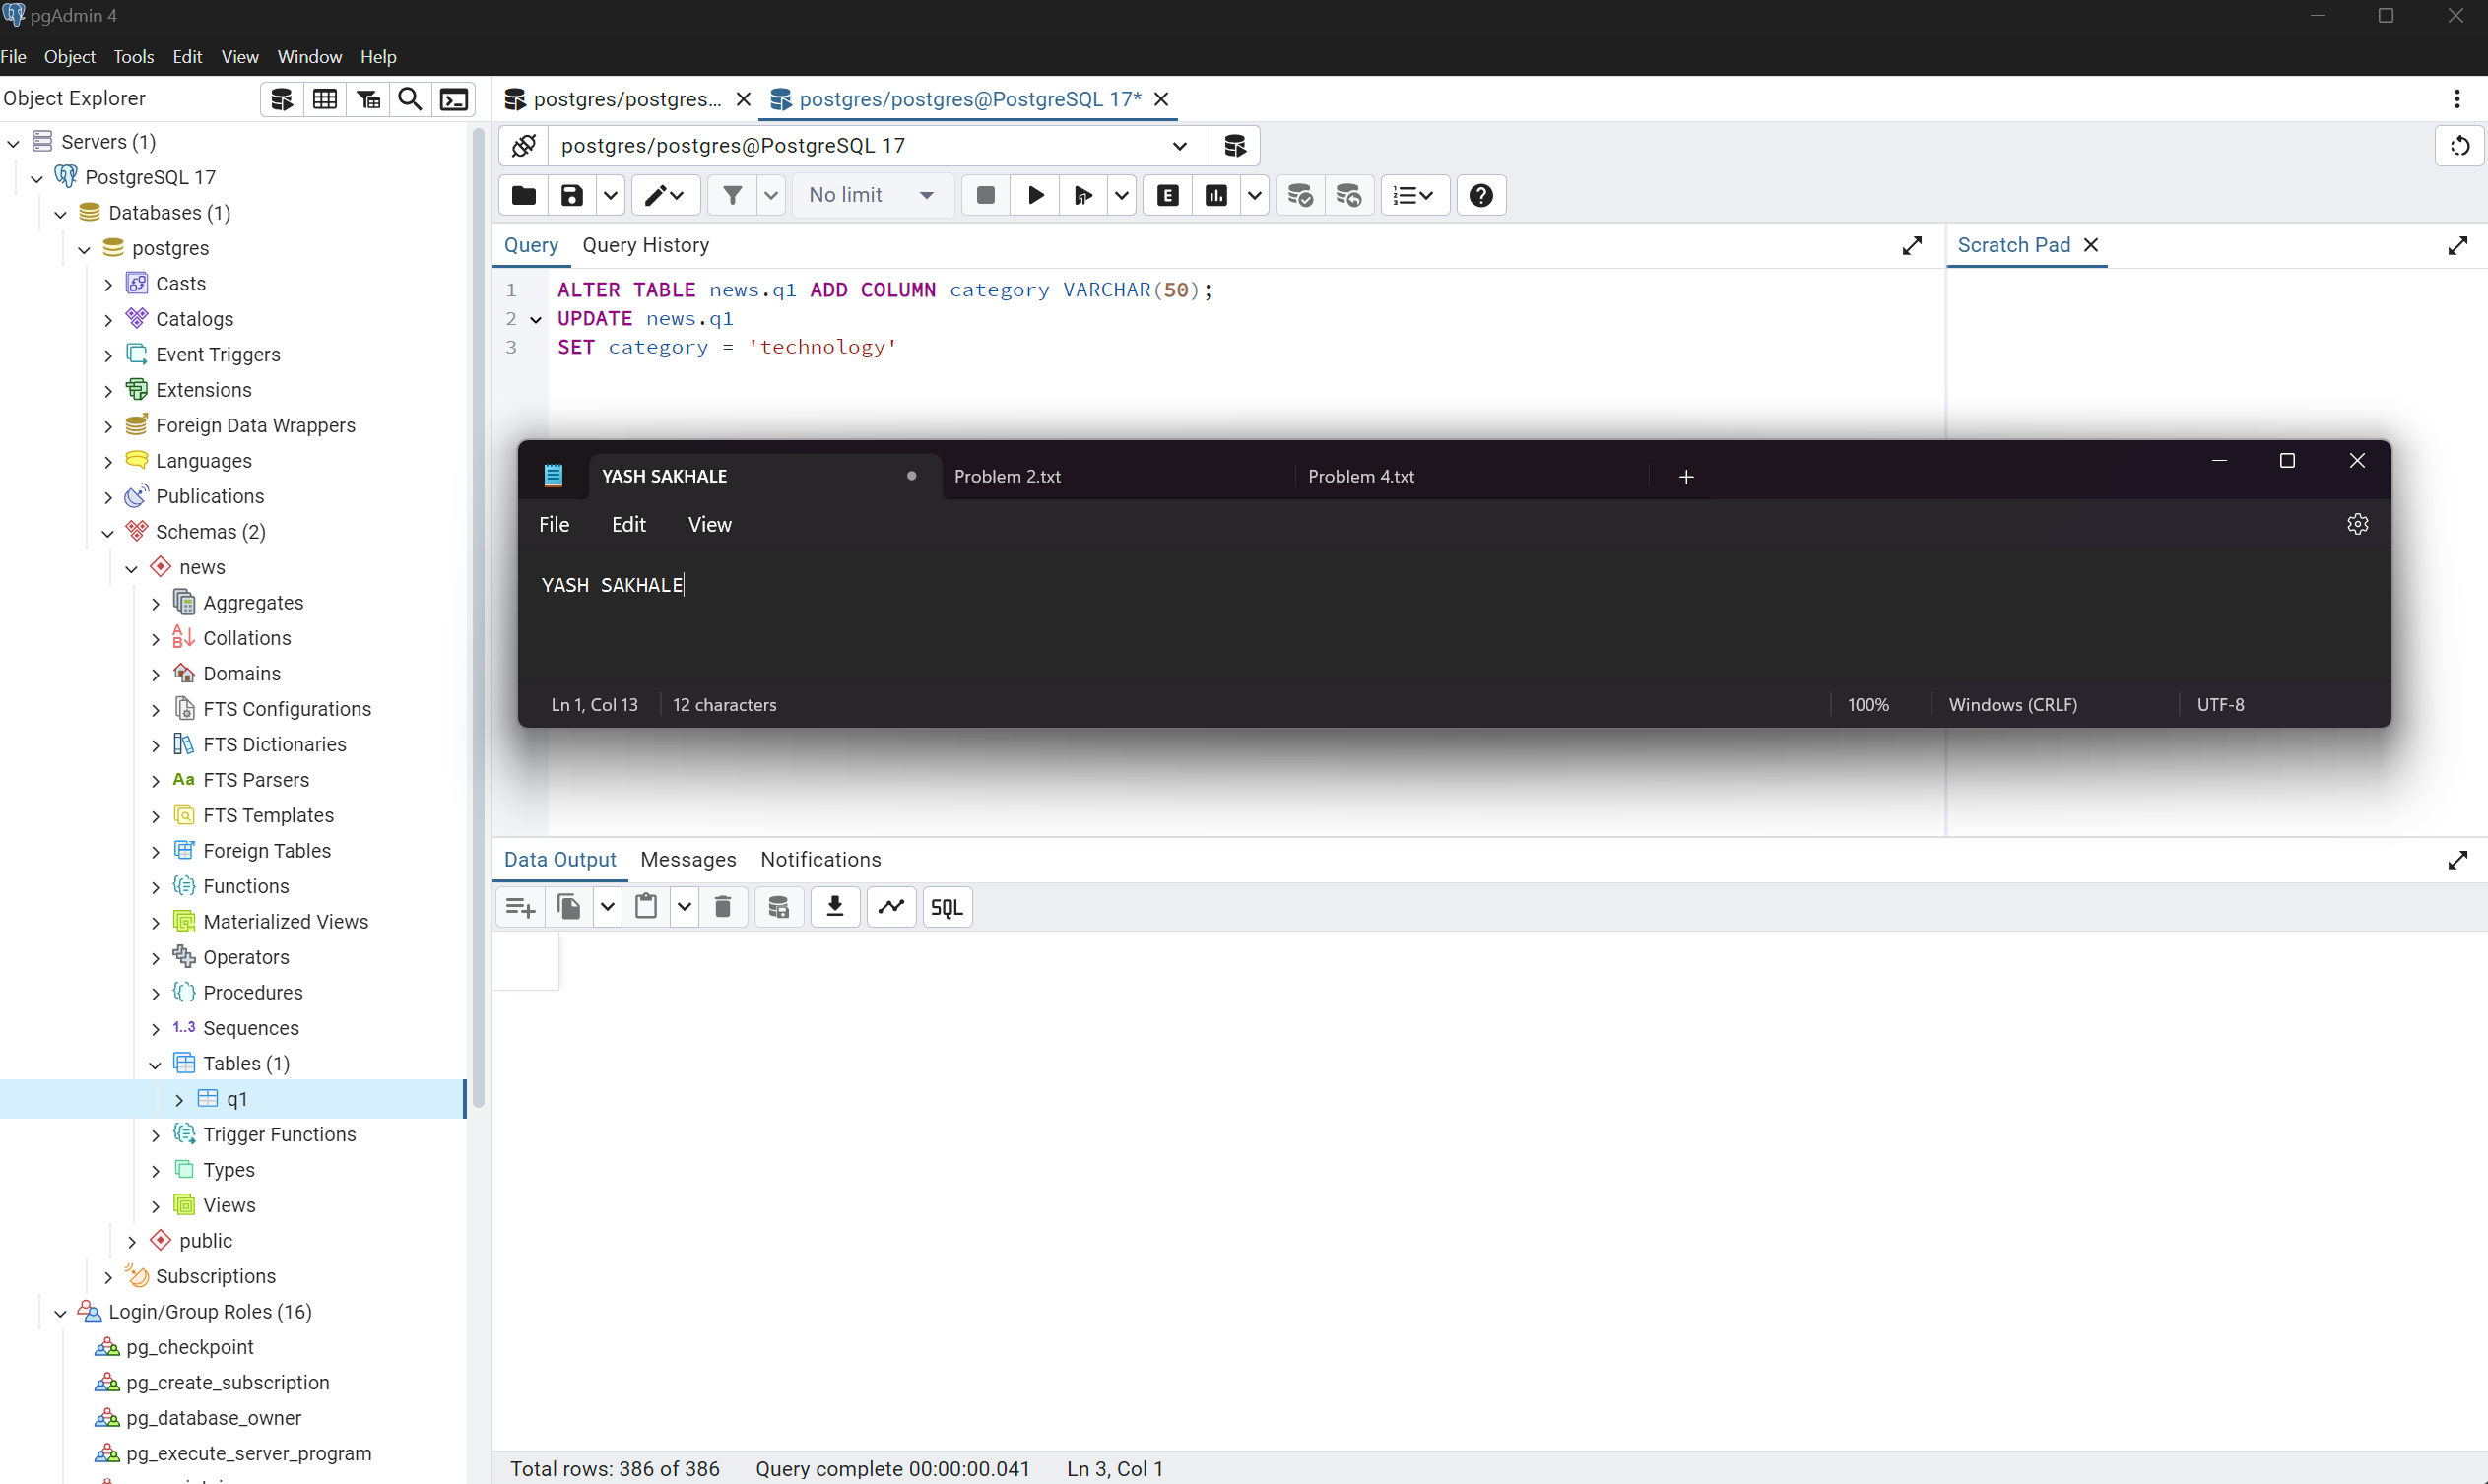 pgAdmin 4
File Object Tools Edit View Window Help
Object Explorer
postgres/postgres...
postgres/postgres@PostgreSQL 17*
Servers (1)
PostgreSQL 17
Databases (1)
postgres
Casts
Catalogs
Event Triggers
Extensions
Foreign Data Wrappers
Languages
Publications
Schemas (2)
news
Aggregates
Collations
Domains
FTS Configurations
FTS Dictionaries
Aa FTS Parsers
FTS Templates
Foreign Tables
Functions
Materialized Views
Operators
Procedures
1..3 Sequences
Tables (1)
q1
Trigger Functions
Types
Views
public
Subscriptions
Login/Group Roles (16)
pg_checkpoint
pg_create_subscription
pg_database_owner
pg_execute_server_program
postgres/postgres@PostgreSQL 17
No limit
E
Query Query History
Scratch Pad
1 ALTER TABLE news.q1 ADD COLUMN category VARCHAR(50);
2 UPDATE news.q1
3 SET category = 'technology'
YASH SAKHALE
Problem 2.txt
Problem 4.txt
File Edit View
YASH SAKHALE
Ln 1, Col 13 12 characters 100% Windows (CRLF) UTF-8
Data Output Messages Notifications
SQL
Total rows: 386 of 386 Query complete 00:00:00.041 Ln 3, Col 1